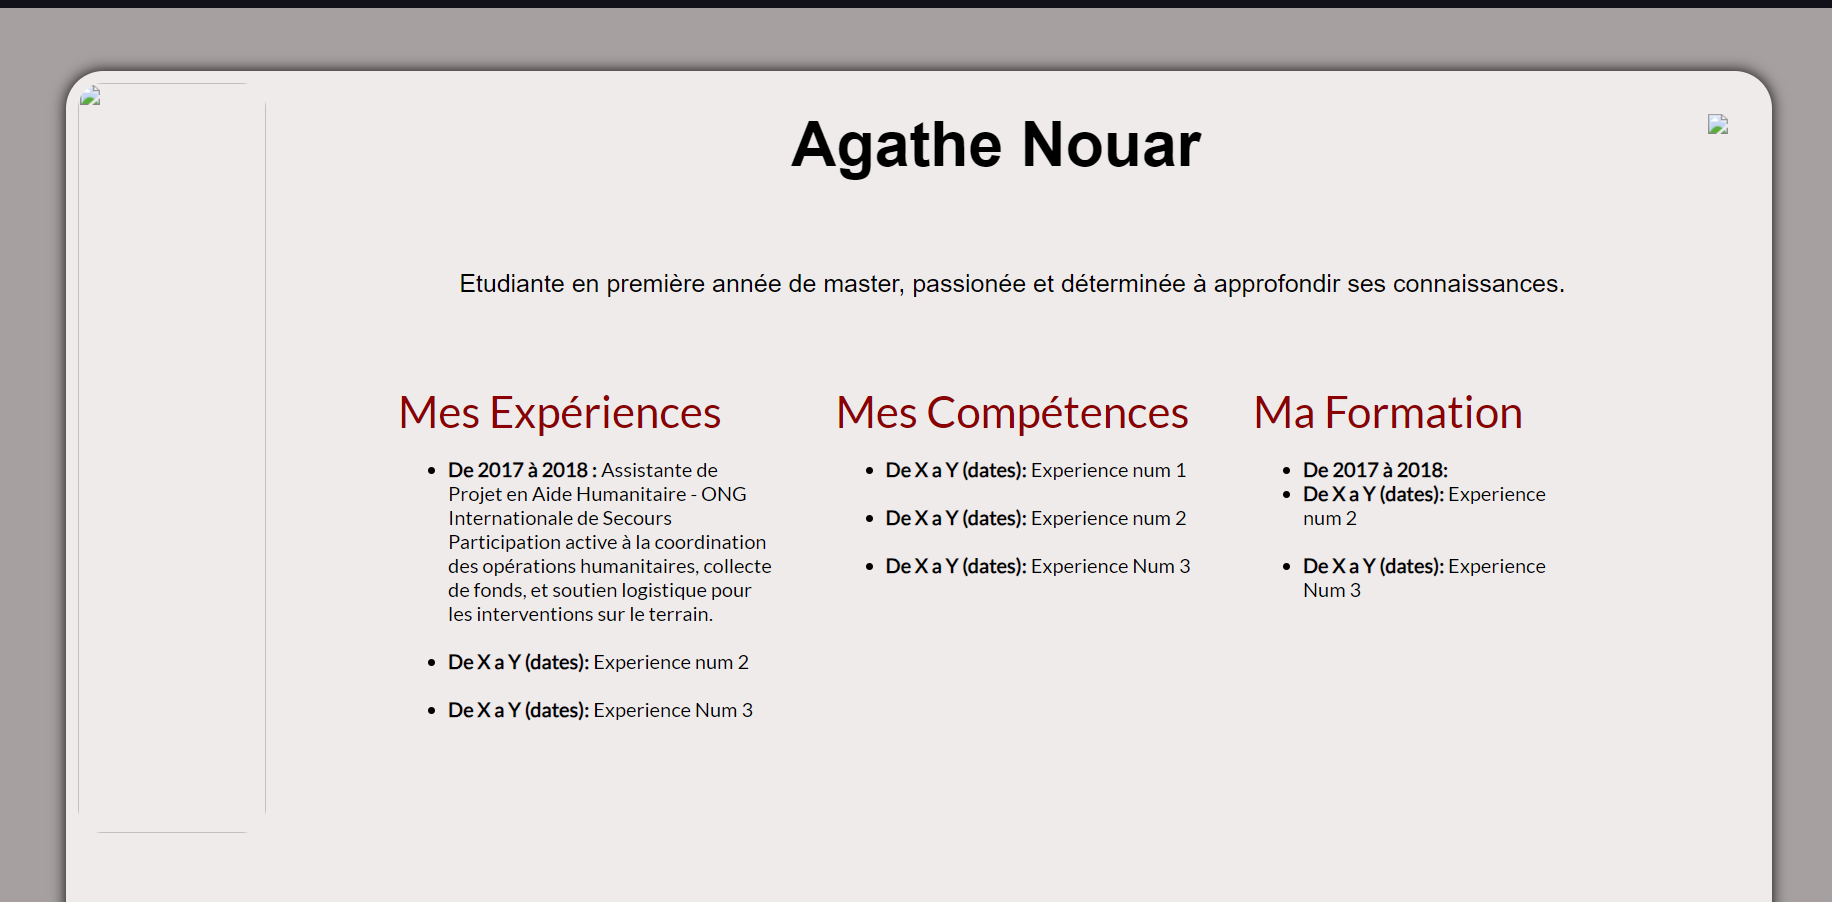 Agathe Nouar
Etudiante en première année de master, passionée et déterminée à approfondir ses connaissances.
Mes Expériences
De 2017 à 2018 : Assistante de
Projet en Aide Humanitaire - ONG
Internationale de Secours
Participation active à la coordination
des opérations humanitaires, collecte
de fonds, et soutien logistique pour
les interventions sur le terrain.
De X a Y (dates): Experience num 2
De X a Y (dates): Experience Num 3
Mes Compétences
De X a Y (dates): Experience num 1
De X a Y (dates): Experience num 2
De X a Y (dates): Experience Num 3
Ma Formation
De 2017 à 2018:
De X a Y (dates): Experience
num 2
De X a Y (dates): Experience
Num 3